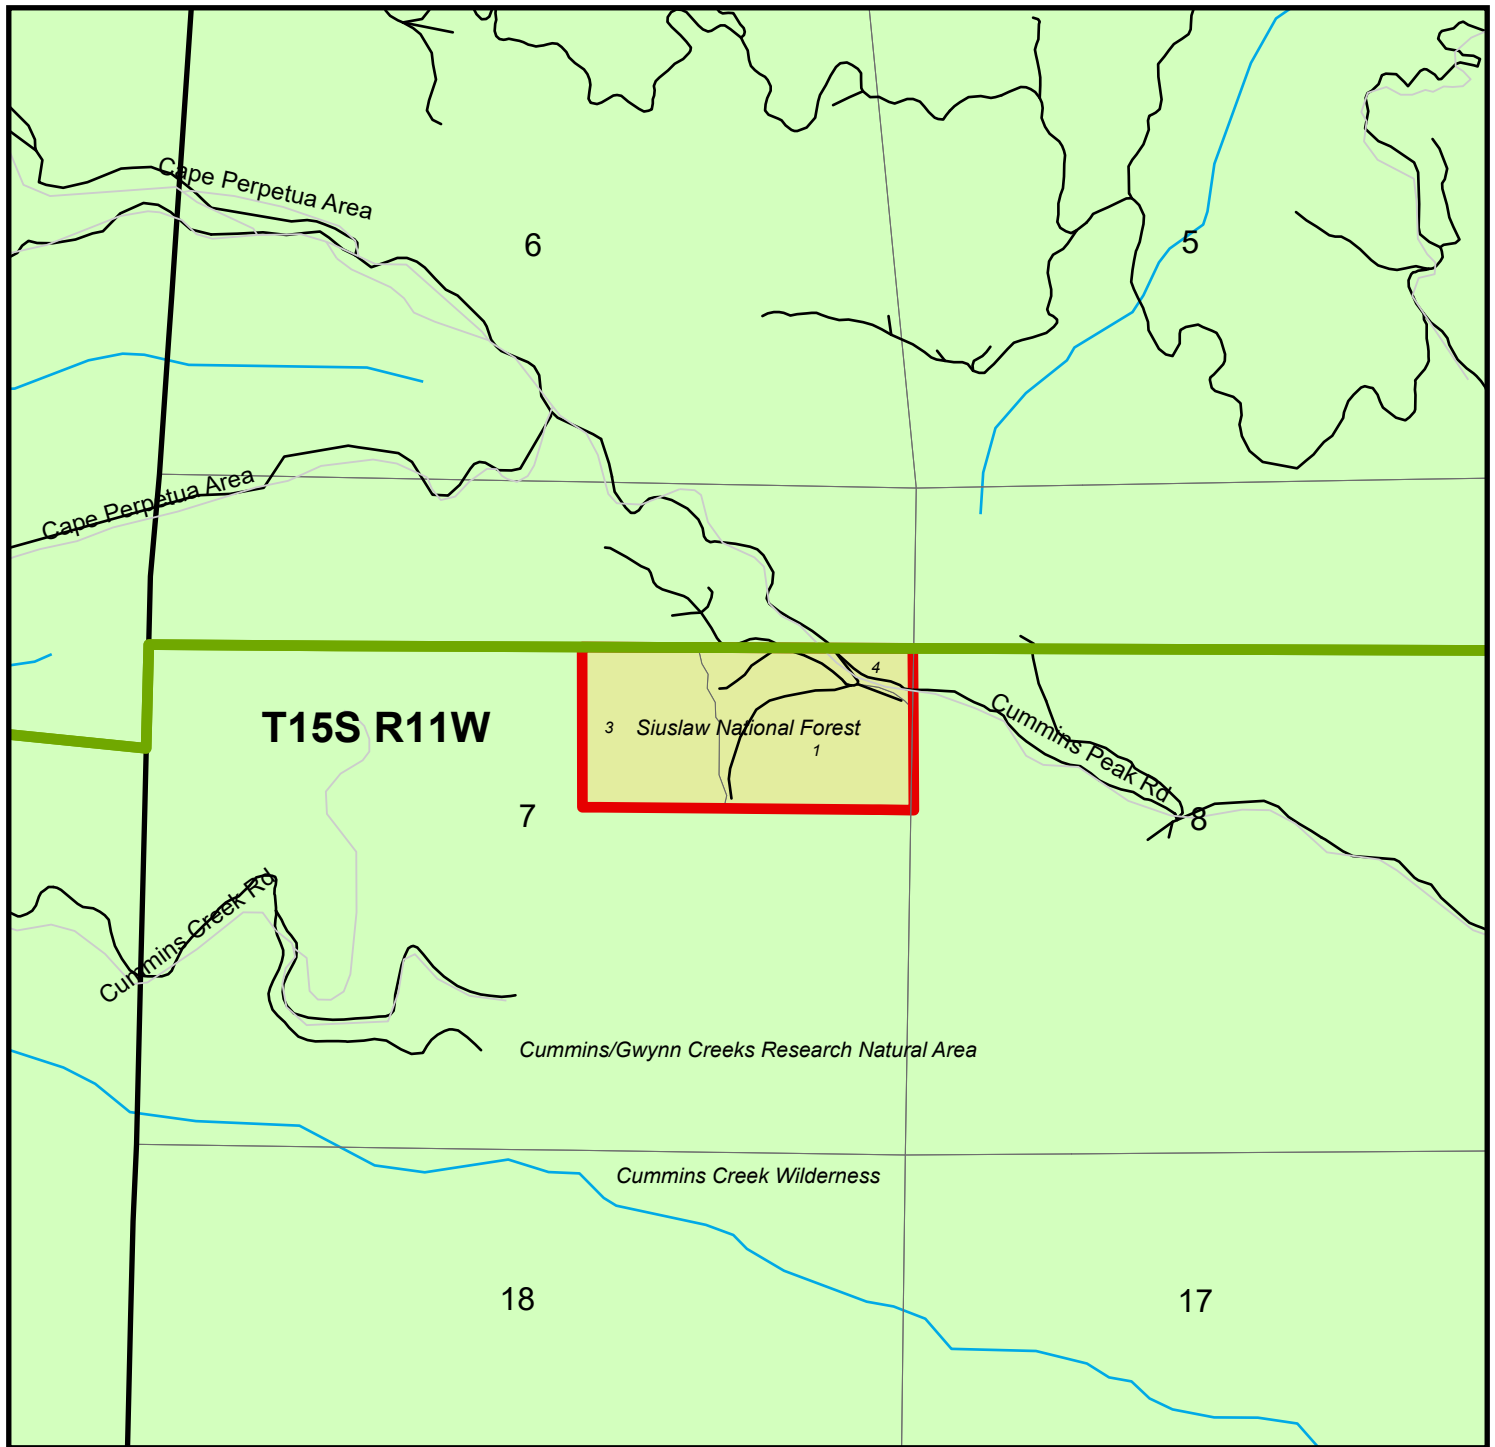 Cape Perpetua Area
6
5
Cape Perpetua Area
4
T15S R11W
3
Siuslaw National Forest
1
Cummins Peak Rd
7
8
Cummins Creek Rd
Cummins/Gwynn Creeks Research Natural Area
Cummins Creek Wilderness
18
17